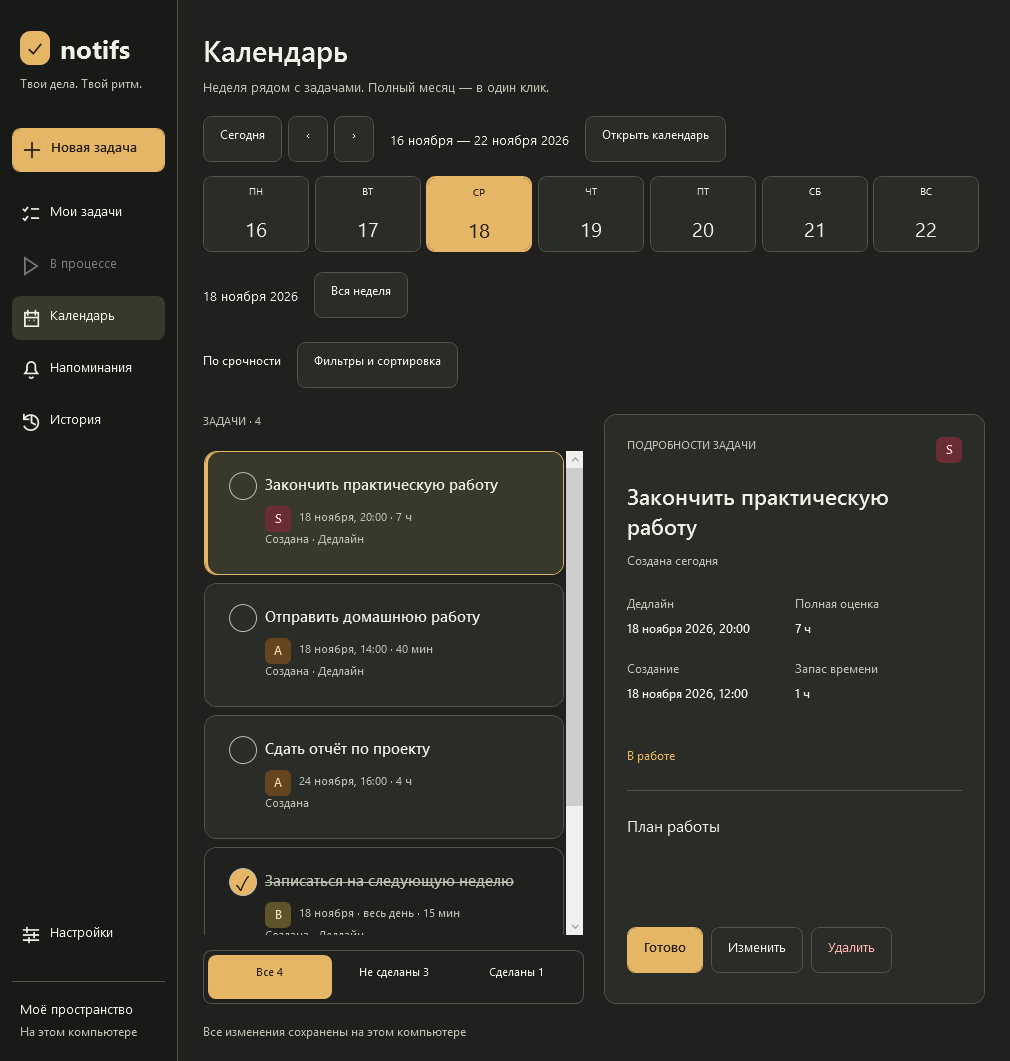 notifs
Твои дела. Твой ритм.
Новая задача
Мои задачи
В процессе
Календарь
Напоминания
История
Настройки
Моё пространство
На этом компьютере
Календарь
Неделя рядом с задачами. Полный месяц — в один клик.
Сегодня ‹ › 16 ноября — 22 ноября 2026 Открыть календарь
ПН ВТ СР ЧТ ПТ СБ ВС
16 17 18 19 20 21 22
18 ноября 2026 Вся неделя
По срочности Фильтры и сортировка
ЗАДАЧИ · 4
Закончить практическую работу
S 18 ноября, 20:00 · 7 ч
Создана · Дедлайн
Отправить домашнюю работу
A 18 ноября, 14:00 · 40 мин
Создана · Дедлайн
Сдать отчёт по проекту
A 24 ноября, 16:00 · 4 ч
Создана
Записаться на следующую неделю
B 18 ноября · весь день · 15 мин
Создана · Дедлайн
Все 4 Не сделаны 3 Сделаны 1
Все изменения сохранены на этом компьютере
ПОДРОБНОСТИ ЗАДАЧИ S
Закончить практическую
работу
Создана сегодня
Дедлайн Полная оценка
18 ноября 2026, 20:00 7 ч
Создание Запас времени
18 ноября 2026, 12:00 1 ч
В работе
План работы
Готово Изменить Удалить